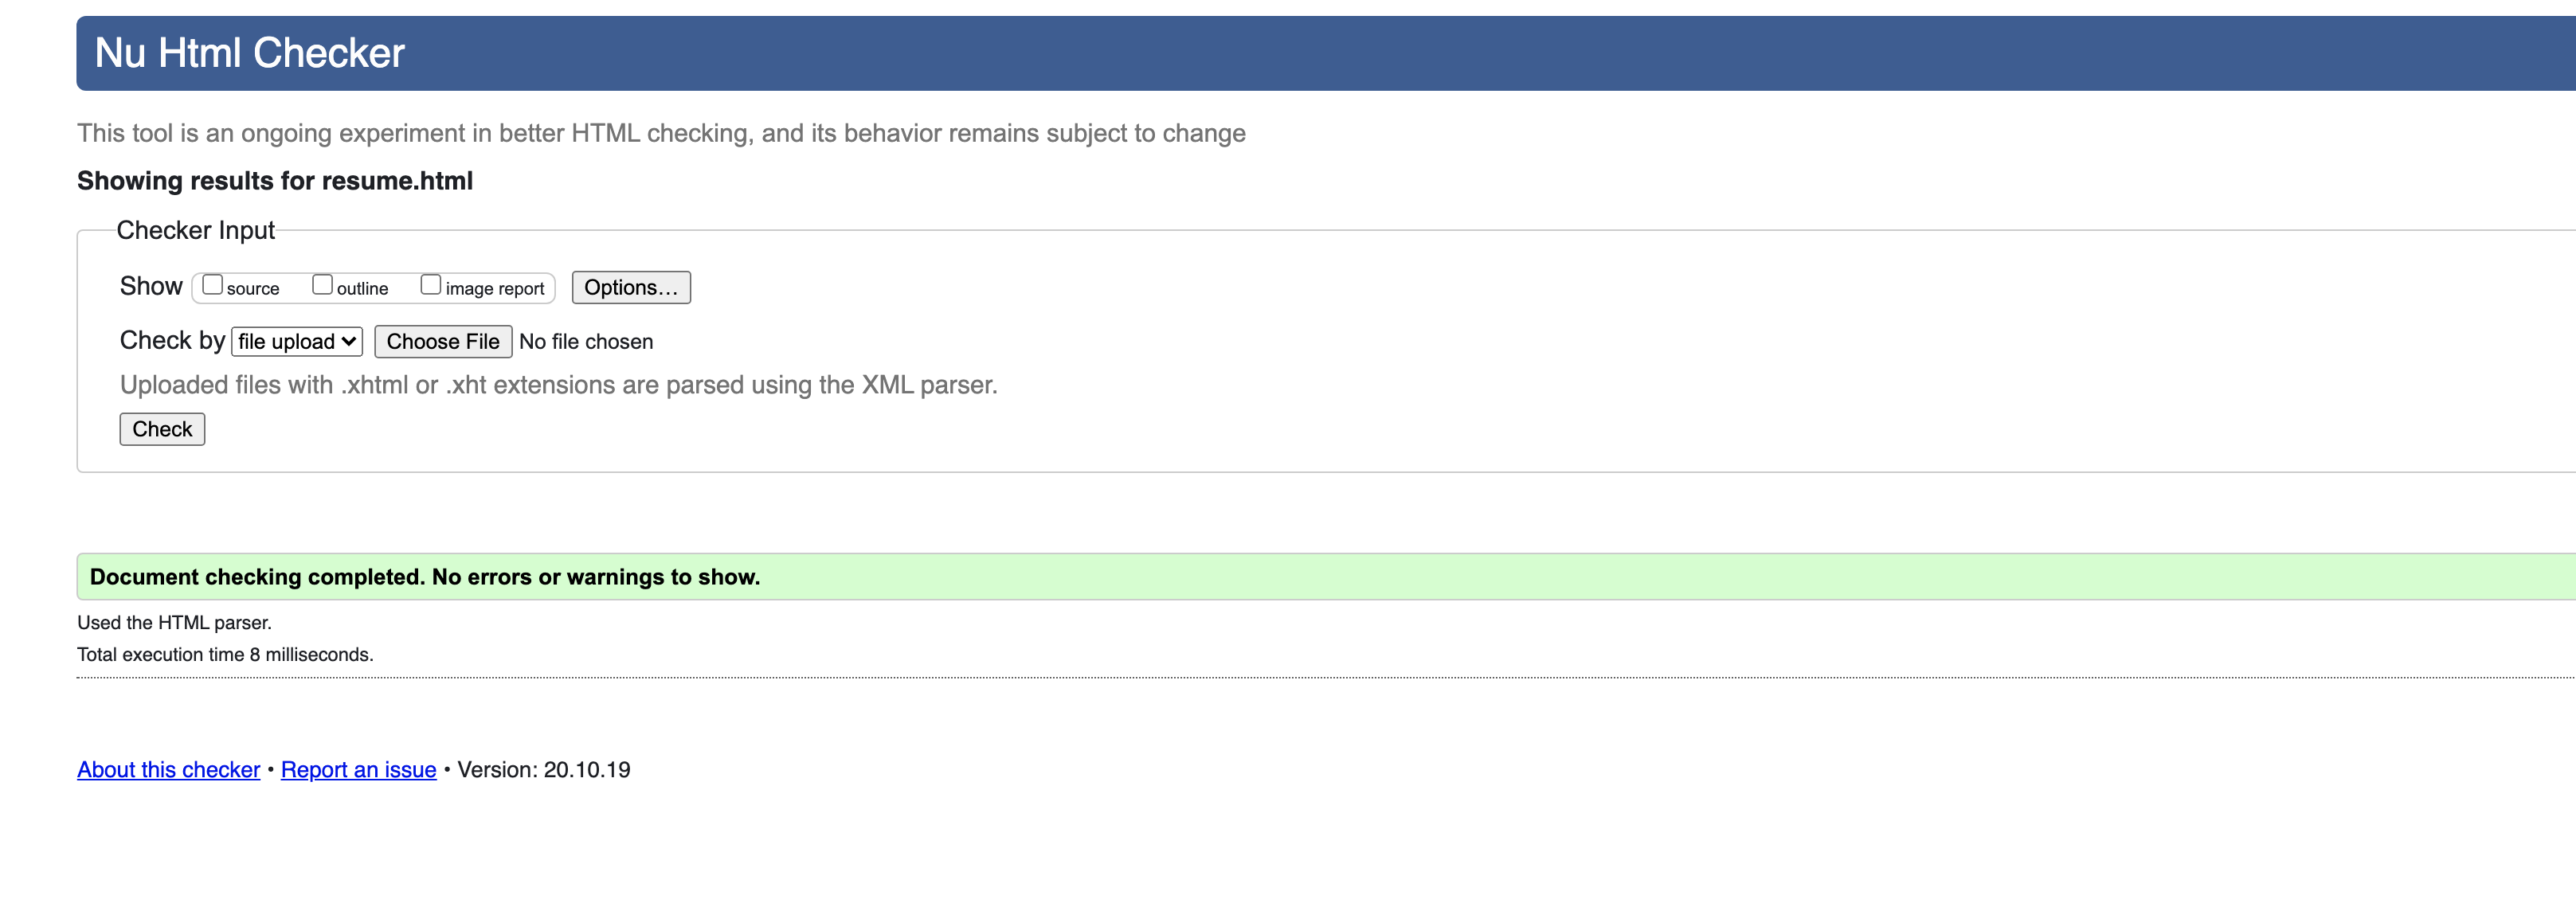 Nu Html Checker
This tool is an ongoing experiment in better HTML checking, and its behavior remains subject to change
Showing results for resume.html
Checker Input
Show source outline image report Options…
Check by file upload Choose File No file chosen
Uploaded files with .xhtml or .xht extensions are parsed using the XML parser.
Check
Document checking completed. No errors or warnings to show.
Used the HTML parser.
Total execution time 8 milliseconds.
About this checker • Report an issue • Version: 20.10.19